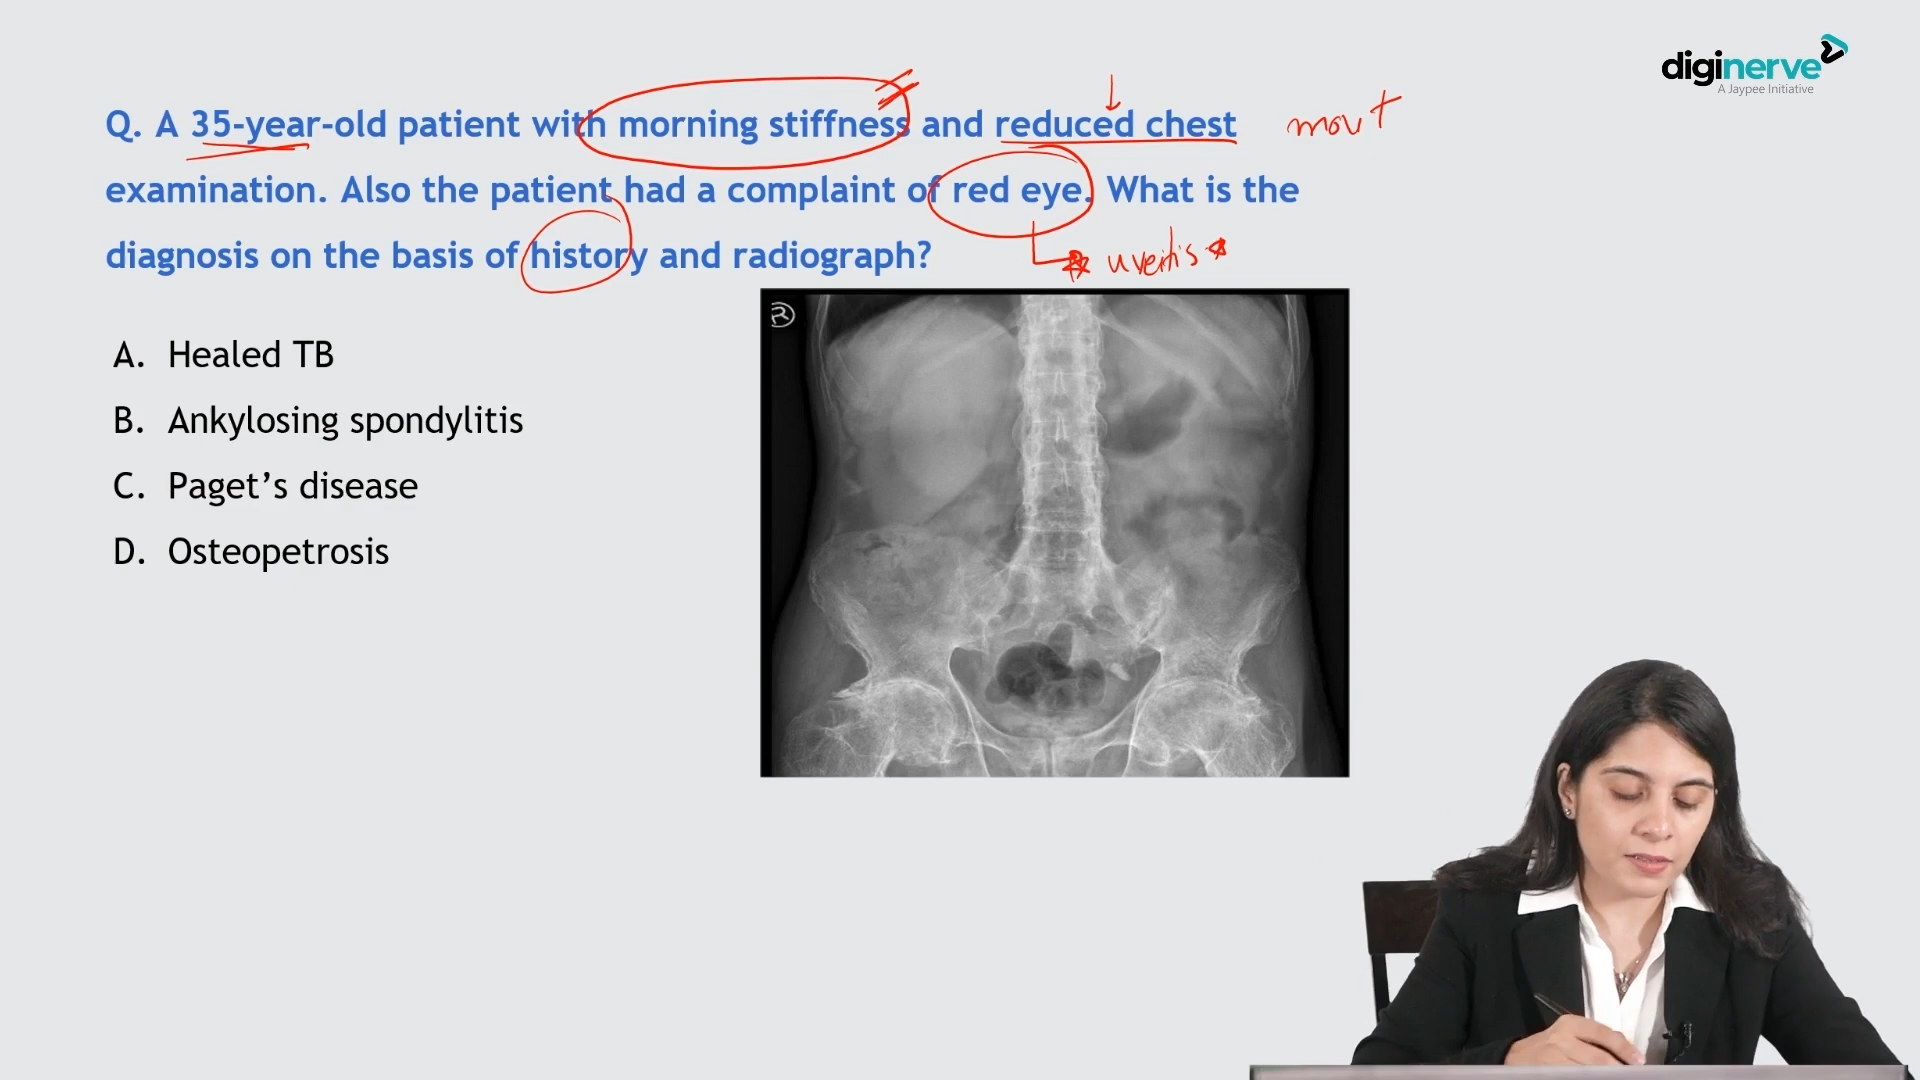 diginerve
A Jaypee Initiative
Q. A 35-year-old patient with morning stiffness and reduced chest movt
examination. Also the patient had a complaint of red eye. What is the
diagnosis on the basis of history and radiograph?
uveitis
A. Healed TB
B. Ankylosing spondylitis
C. Paget’s disease
D. Osteopetrosis
R